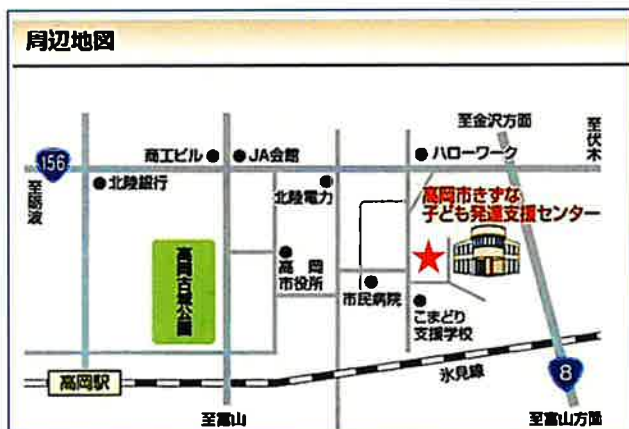 周辺地図
至金沢方面
至伏木
商工ビル
JA会館
ハローワーク
156
至砺波
北陸銀行
北陸電力
高岡市きずな
子ども発達支援センター
高岡古城公園
高岡
市役所
市民病院
こまどり
支援学校
高岡駅
氷見線
8
至富山
至富山方面